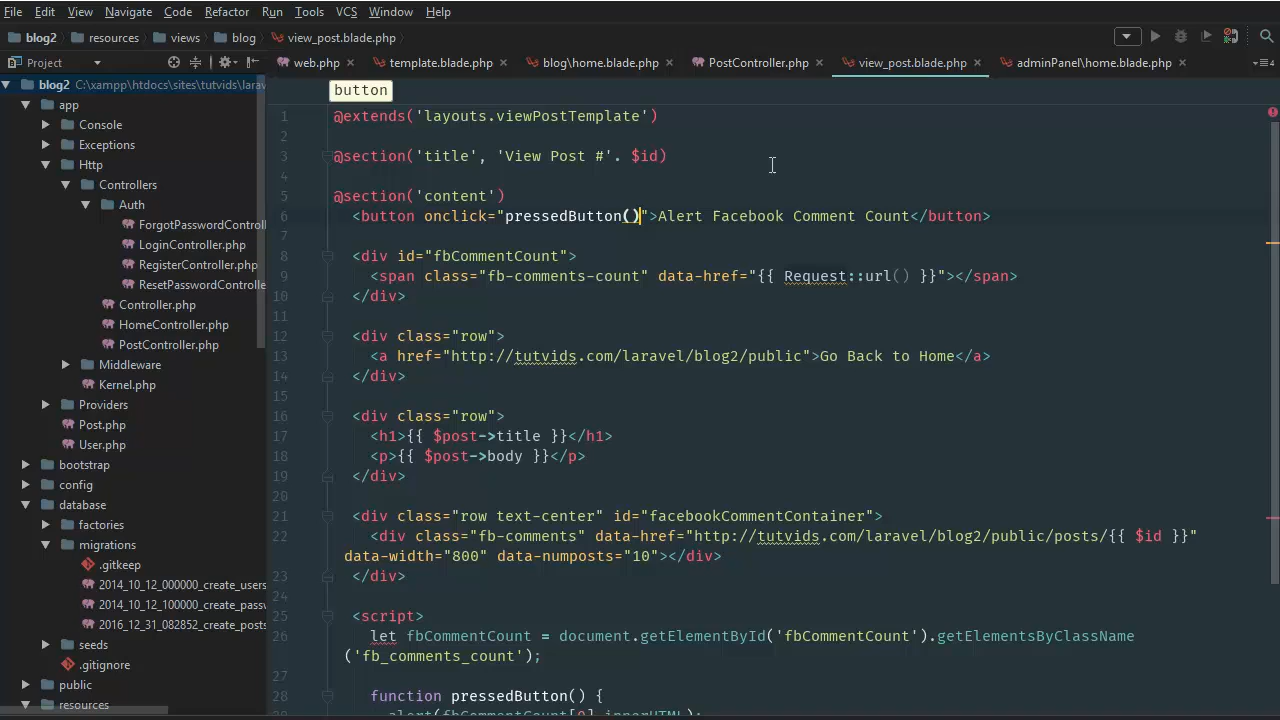 File Edit View Navigate Code Refactor Run Tools VCS Window Help
blog2 resources views blog view_post.blade.php
Project web.php template.blade.php blog\home.blade.php PostController.php view_post.blade.php adminPanel\home.blade.php
blog2 C:\xampp\htdocs\sites\tutvids\larav
app
Console
Exceptions
Http
Controllers
Auth
ForgotPasswordControll
LoginController.php
RegisterController.php
ResetPasswordControlle
Controller.php
HomeController.php
PostController.php
Middleware
Kernel.php
Providers
Post.php
User.php
bootstrap
config
database
factories
migrations
.gitkeep
2014_10_12_000000_create_users
2014_10_12_100000_create_passw
2016_12_31_082852_create_posts
seeds
.gitignore
public
resources
button
1 @extends('layouts.viewPostTemplate')
2
3 @section('title', 'View Post #'. $id)
4
5 @section('content')
6 <button onclick="pressedButton()">Alert Facebook Comment Count</button>
7
8 <div id="fbCommentCount">
9 <span class="fb-comments-count" data-href="{{ Request::url() }}"></span>
10 </div>
11
12 <div class="row">
13 <a href="http://tutvids.com/laravel/blog2/public">Go Back to Home</a>
14 </div>
15
16 <div class="row">
17 <h1>{{ $post->title }}</h1>
18 <p>{{ $post->body }}</p>
19 </div>
20
21 <div class="row text-center" id="facebookCommentContainer">
22 <div class="fb-comments" data-href="http://tutvids.com/laravel/blog2/public/posts/{{ $id }}"
data-width="800" data-numposts="10"></div>
23 </div>
24
25 <script>
26 let fbCommentCount = document.getElementById('fbCommentCount').getElementsByClassName
('fb_comments_count');
27
28 function pressedButton() {
29 alert(fbCommentCount[0].innerHTML);